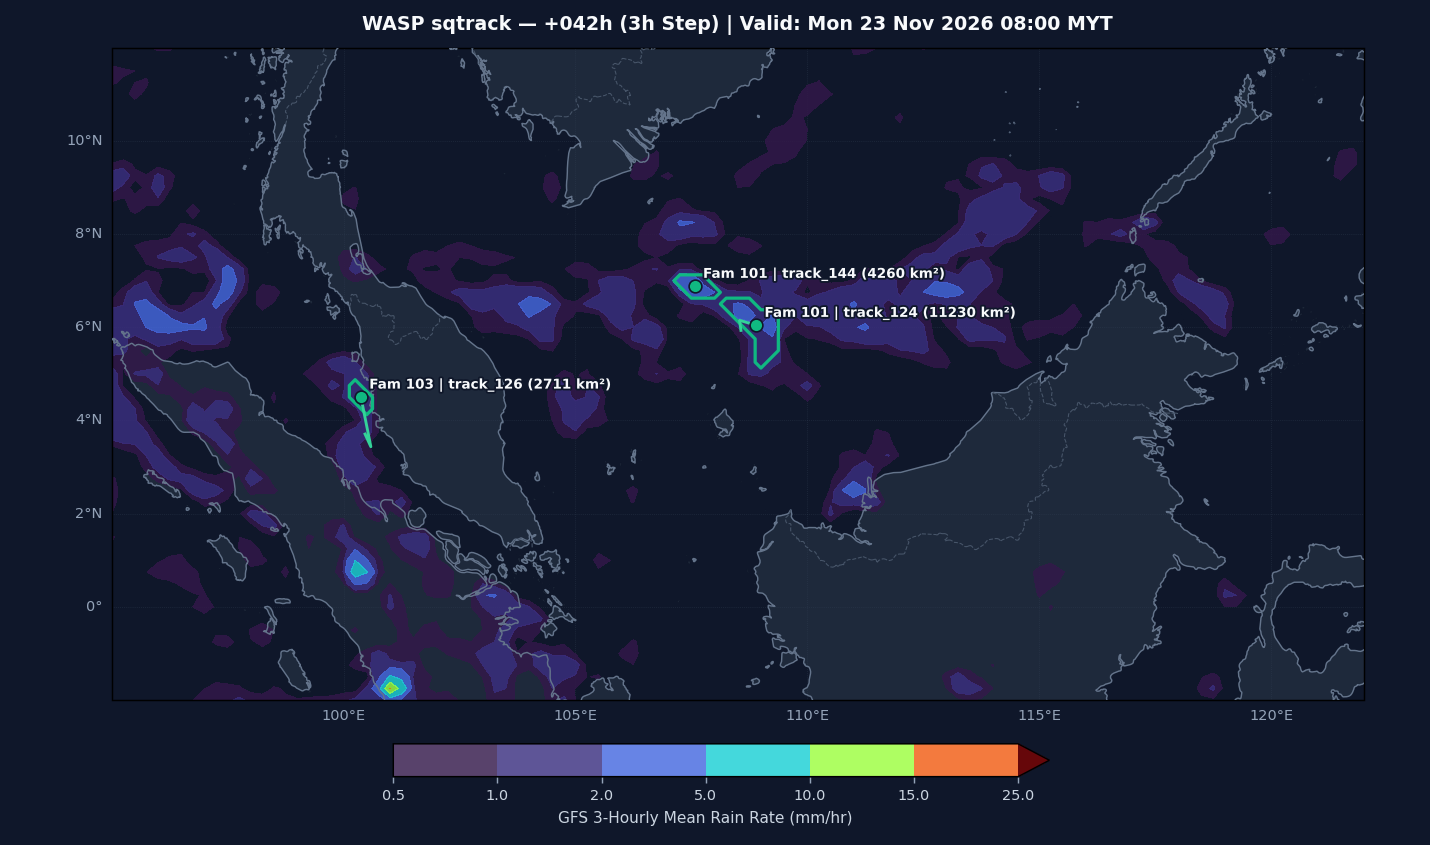 WASP sqtrack — +042h (3h Step) | Valid: Mon 23 Nov 2026 08:00 MYT
10°N
8°N
6°N
4°N
2°N
0°
Fam 101 | track_144 (4260 km²)
Fam 101 | track_124 (11230 km²)
Fam 103 | track_126 (2711 km²)
100°E 105°E 110°E 115°E 120°E
0.5 1.0 2.0 5.0 10.0 15.0 25.0
GFS 3-Hourly Mean Rain Rate (mm/hr)